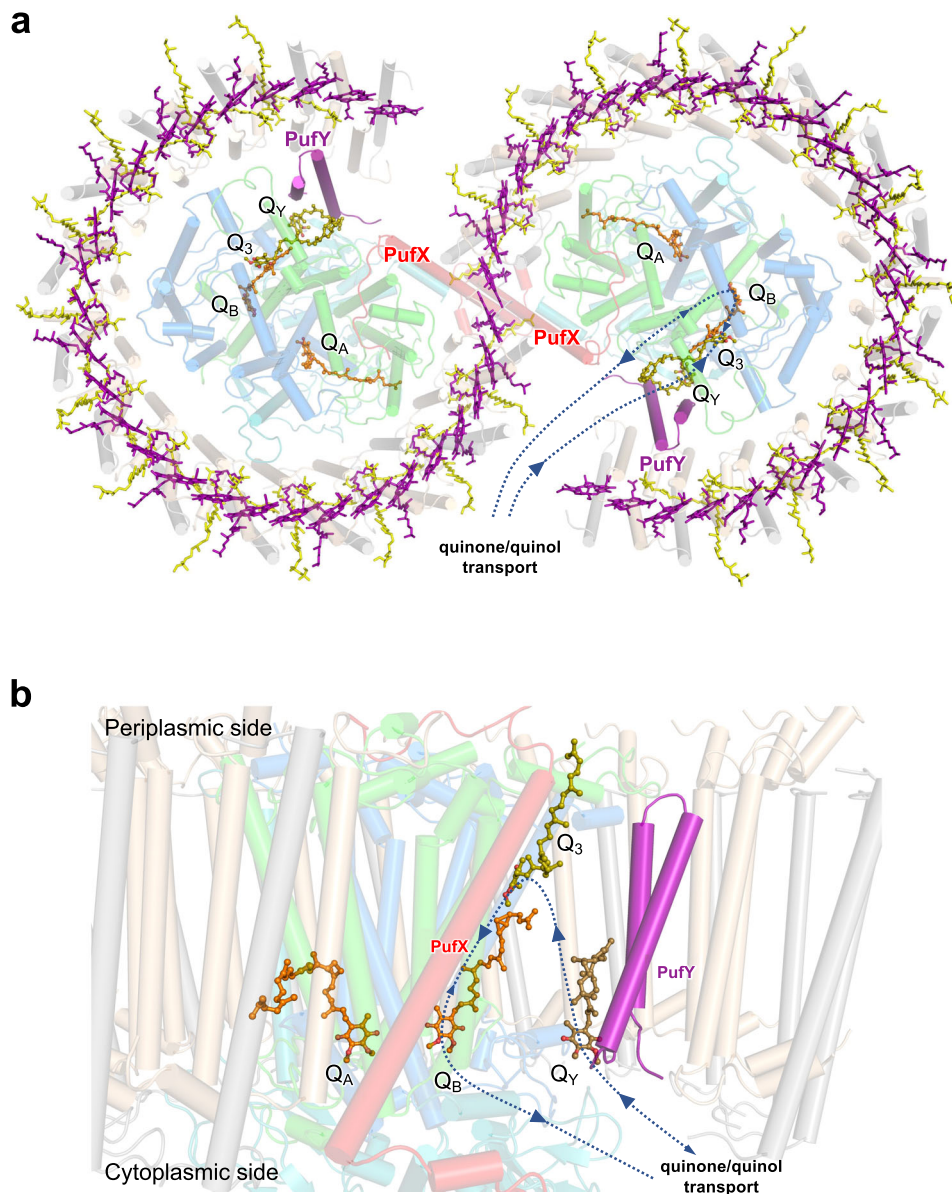 a
PufY
Q_Y
Q_3
PufX
Q_A
Q_B
Q_B
Q_A
PufX
Q_3
Q_Y
PufY
quinone/quinol
transport
b
Periplasmic side
Q_3
PufX
PufY
Q_A
Q_B
Q_Y
quinone/quinol
transport
Cytoplasmic side